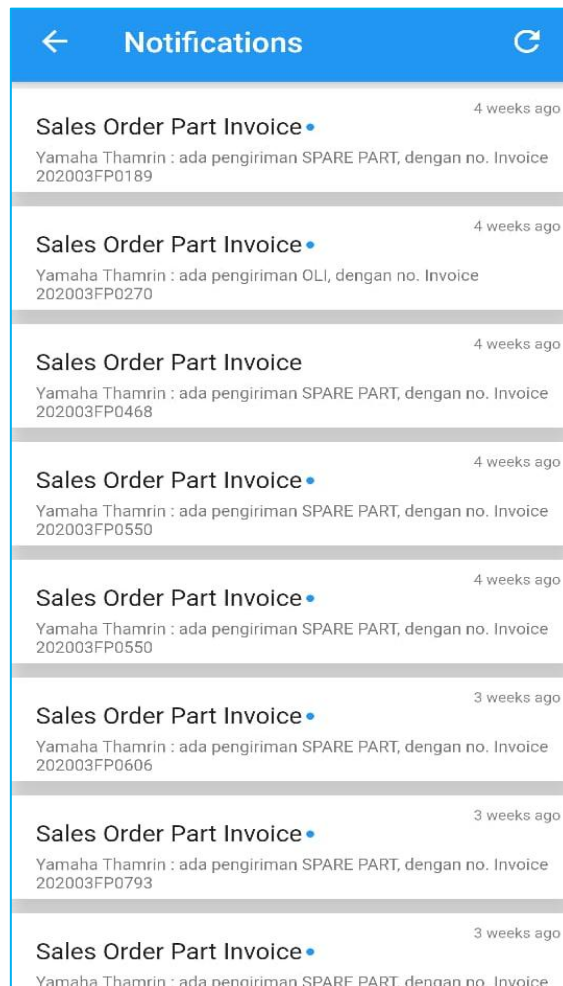 Notifications
4 weeks ago
Sales Order Part Invoice
Yamaha Thamrin : ada pengiriman SPARE PART, dengan no. Invoice
202003FP0189
4 weeks ago
Sales Order Part Invoice
Yamaha Thamrin : ada pengiriman OLI, dengan no. Invoice
202003FP0270
4 weeks ago
Sales Order Part Invoice
Yamaha Thamrin : ada pengiriman SPARE PART, dengan no. Invoice
202003FP0468
4 weeks ago
Sales Order Part Invoice
Yamaha Thamrin : ada pengiriman SPARE PART, dengan no. Invoice
202003FP0550
4 weeks ago
Sales Order Part Invoice
Yamaha Thamrin : ada pengiriman SPARE PART, dengan no. Invoice
202003FP0550
3 weeks ago
Sales Order Part Invoice
Yamaha Thamrin : ada pengiriman SPARE PART, dengan no. Invoice
202003FP0606
3 weeks ago
Sales Order Part Invoice
Yamaha Thamrin : ada pengiriman SPARE PART, dengan no. Invoice
202003FP0793
3 weeks ago
Sales Order Part Invoice
Yamaha Thamrin : ada pengiriman SPARE PART, dengan no. Invoice